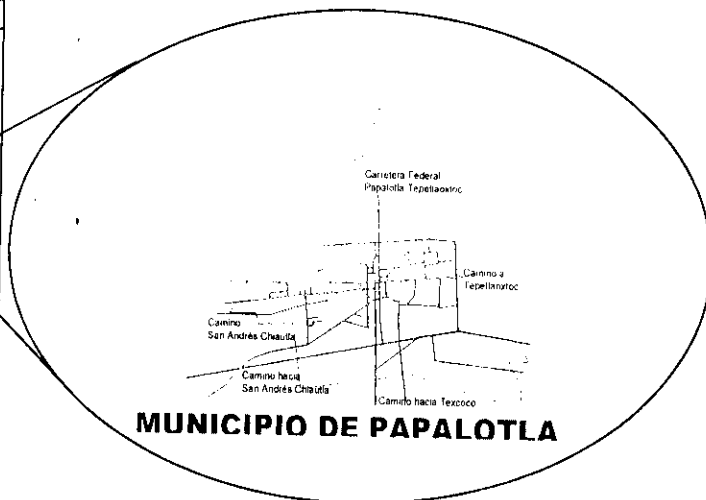 Carretera Federal
Papalotla Tepetlaoxtoc
Camino a
Tepetlaoxtoc
Camino
San Andrés Chiautla
Camino hacia
San Andrés Chiautla
Camino hacia Texcoco
MUNICIPIO DE PAPALOTLA